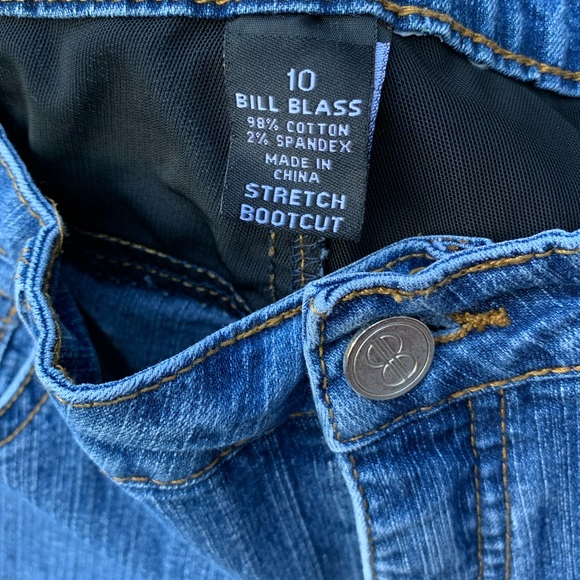 10
BILL BLASS
98% COTTON
2% SPANDEX
MADE IN
CHINA
STRETCH
BOOTCUT